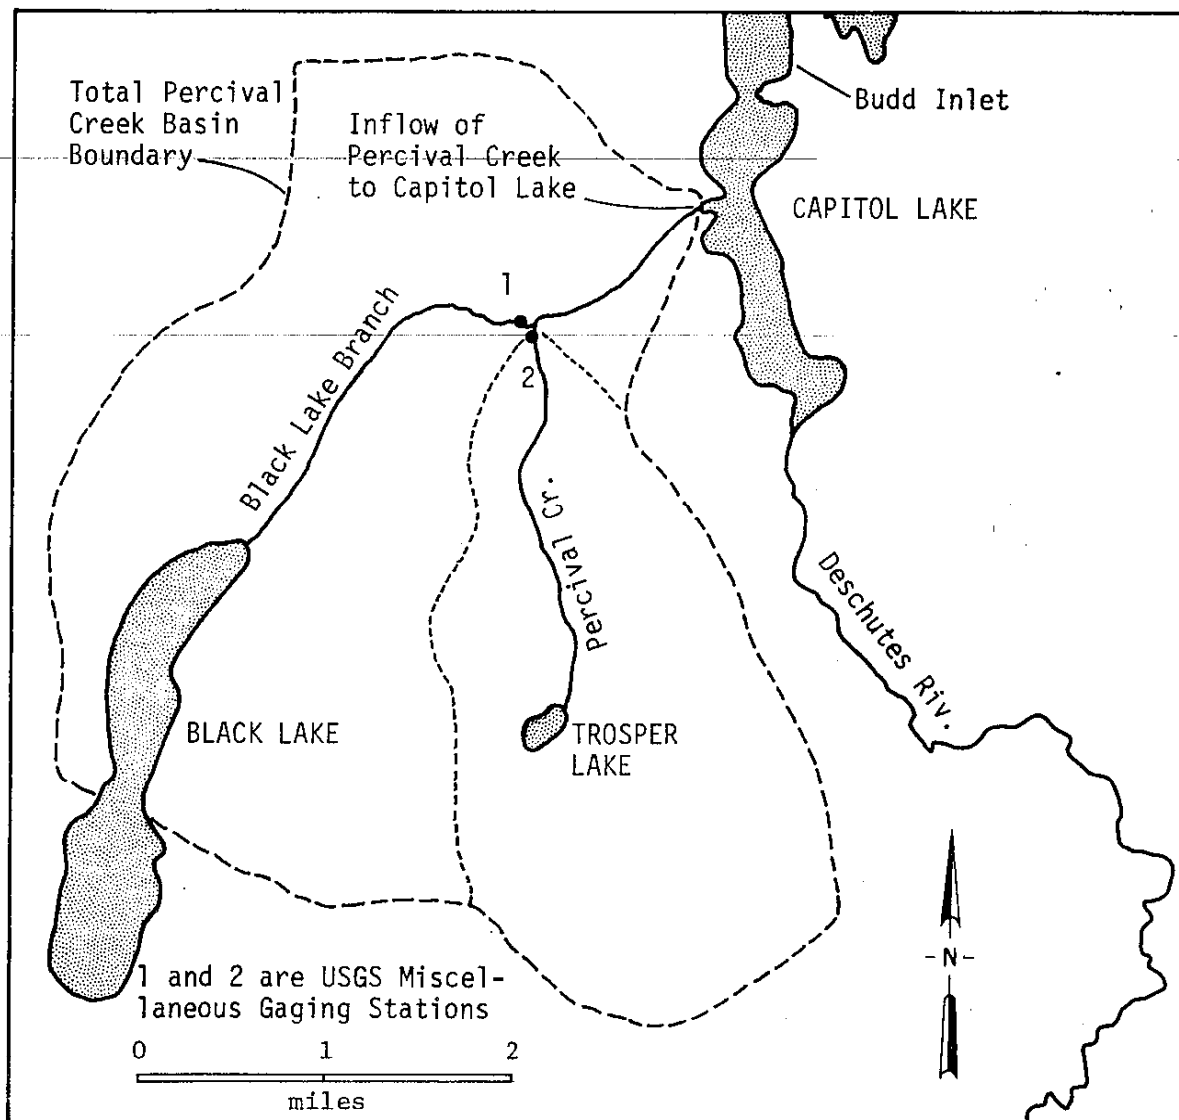 Total Percival
Creek Basin
Boundary
Inflow of
Percival Creek
to Capitol Lake
Budd Inlet
CAPITOL LAKE
1
2
Black Lake Branch
Percival Cr.
Deschutes Riv.
BLACK LAKE
TROSPER
LAKE
-N-
1 and 2 are USGS Miscel-
laneous Gaging Stations
0 1 2
miles